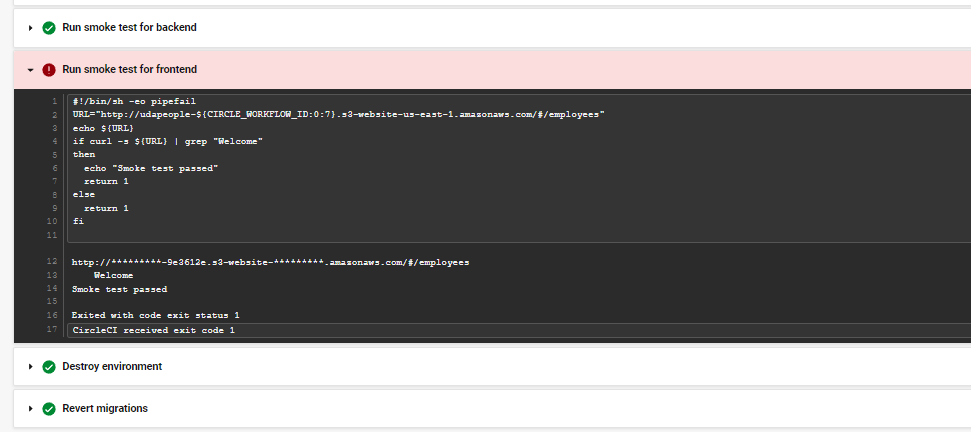 Run smoke test for backend
Run smoke test for frontend
1 #!/bin/sh -eo pipefail
2 URL="http://udapeople-${CIRCLE_WORKFLOW_ID:0:7}.s3-website-us-east-1.amazonaws.com/#/employees"
3 echo ${URL}
4 if curl -s ${URL} | grep "Welcome"
5 then
6   echo "Smoke test passed"
7   return 1
8 else
9   return 1
10 fi
11
12 http://*********-9e3612e.s3-website-*********.amazonaws.com/#/employees
13     Welcome
14 Smoke test passed
15
16 Exited with code exit status 1
17 CircleCI received exit code 1
Destroy environment
Revert migrations